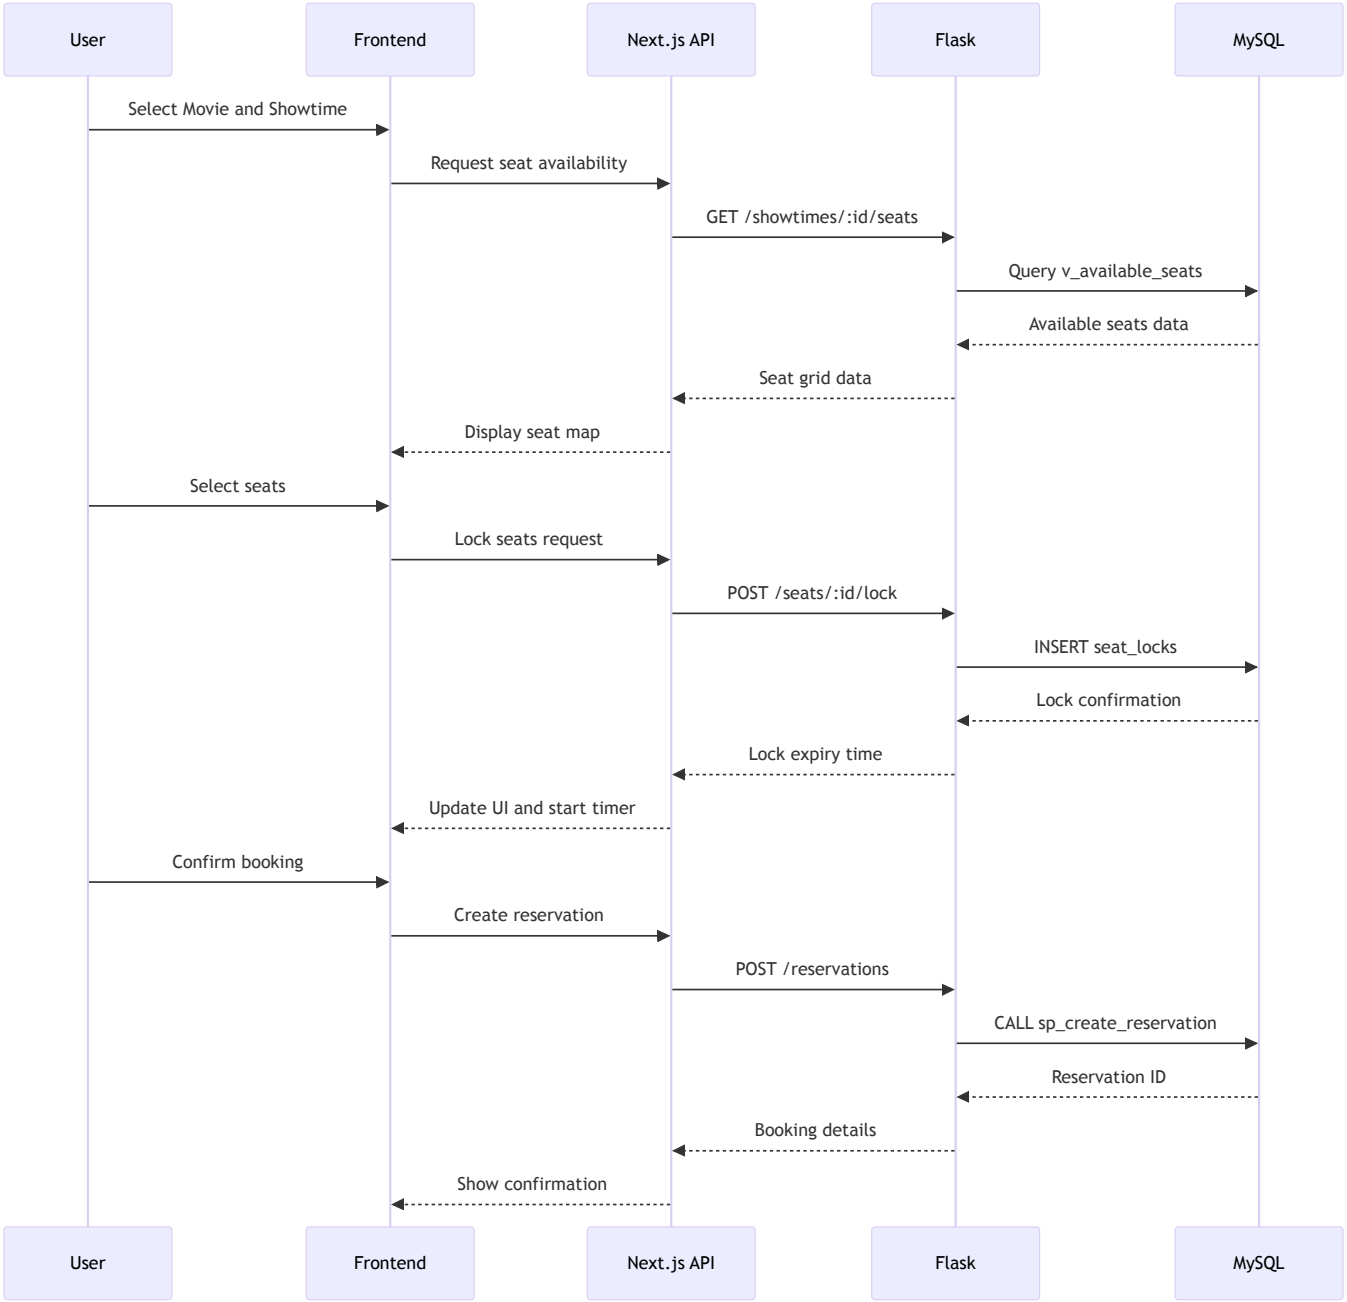 User
Frontend
Next.js API
Flask
MySQL
Select Movie and Showtime
Request seat availability
GET /showtimes/:id/seats
Query v_available_seats
Available seats data
Seat grid data
Display seat map
Select seats
Lock seats request
POST /seats/:id/lock
INSERT seat_locks
Lock confirmation
Lock expiry time
Update UI and start timer
Confirm booking
Create reservation
POST /reservations
CALL sp_create_reservation
Reservation ID
Booking details
Show confirmation
User
Frontend
Next.js API
Flask
MySQL